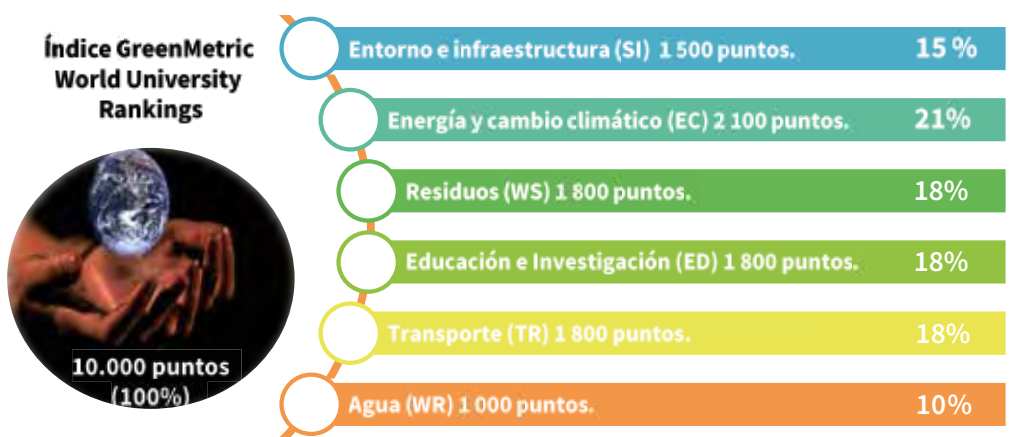 Índice GreenMetric
World University
Rankings
10.000 puntos
(100%)
Entorno e infraestructura (SI) 1 500 puntos. 15 %
Energía y cambio climático (EC) 2 100 puntos. 21%
Residuos (WS) 1 800 puntos. 18%
Educación e Investigación (ED) 1 800 puntos. 18%
Transporte (TR) 1 800 puntos. 18%
Agua (WR) 1 000 puntos. 10%